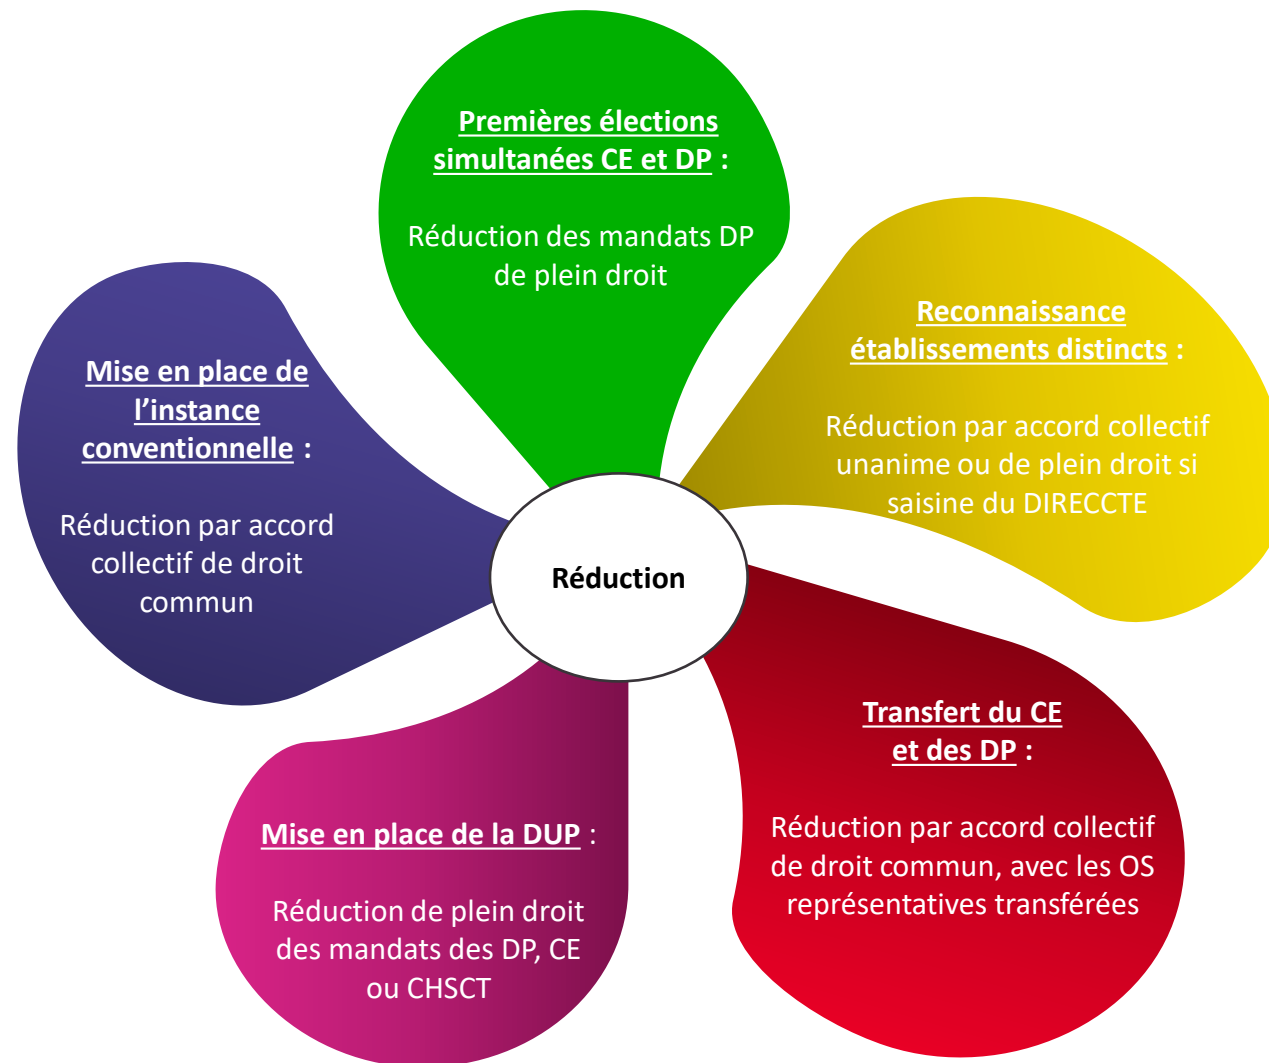 Premières élections
simultanées CE et DP :
Réduction des mandats DP
de plein droit
Reconnaissance
établissements distincts :
Réduction par accord collectif
unanime ou de plein droit si
saisine du DIRECCTE
Mise en place de
l’instance
conventionnelle :
Réduction par accord
collectif de droit
commun
Réduction
Transfert du CE
et des DP :
Réduction par accord collectif
de droit commun, avec les OS
représentatives transférées
Mise en place de la DUP :
Réduction de plein droit
des mandats des DP, CE
ou CHSCT